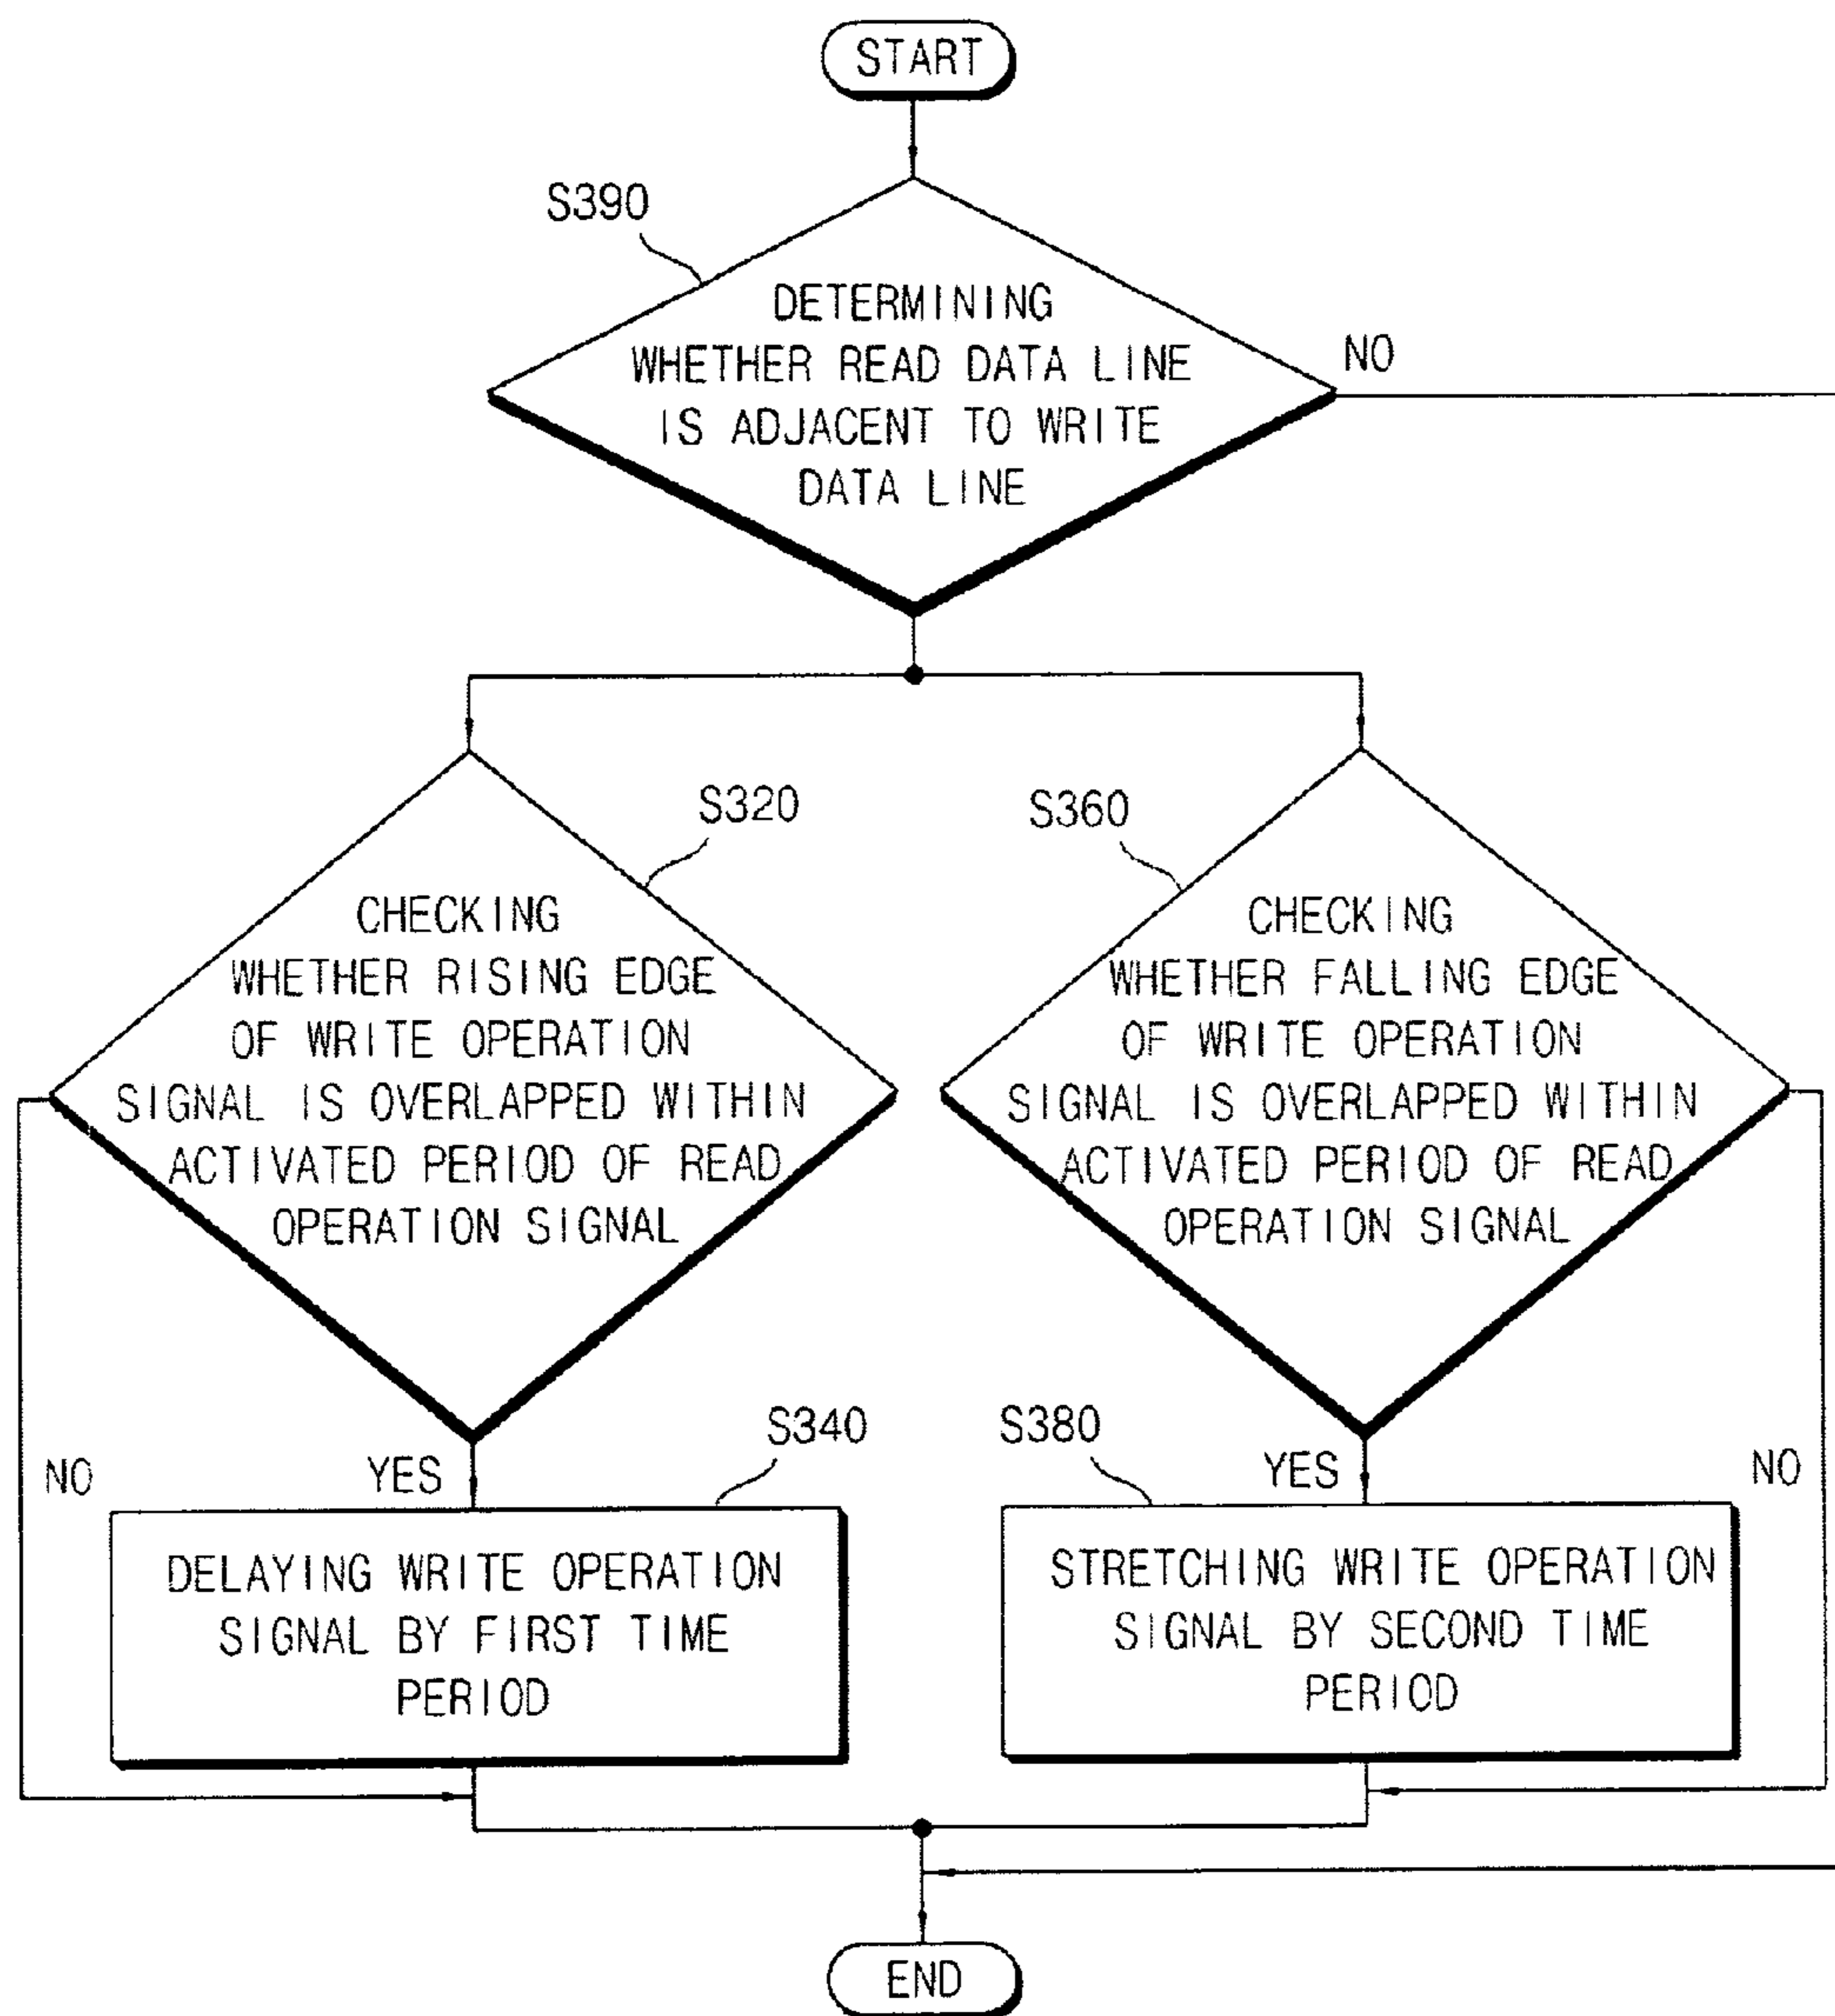 START
S390
DETERMINING
WHETHER READ DATA LINE
IS ADJACENT TO WRITE
DATA LINE
NO
S320
CHECKING
WHETHER RISING EDGE
OF WRITE OPERATION
SIGNAL IS OVERLAPPED WITHIN
ACTIVATED PERIOD OF READ
OPERATION SIGNAL
S360
CHECKING
WHETHER FALLING EDGE
OF WRITE OPERATION
SIGNAL IS OVERLAPPED WITHIN
ACTIVATED PERIOD OF READ
OPERATION SIGNAL
NO
YES
S340
DELAYING WRITE OPERATION
SIGNAL BY FIRST TIME
PERIOD
S380
YES
NO
STRETCHING WRITE OPERATION
SIGNAL BY SECOND TIME
PERIOD
END